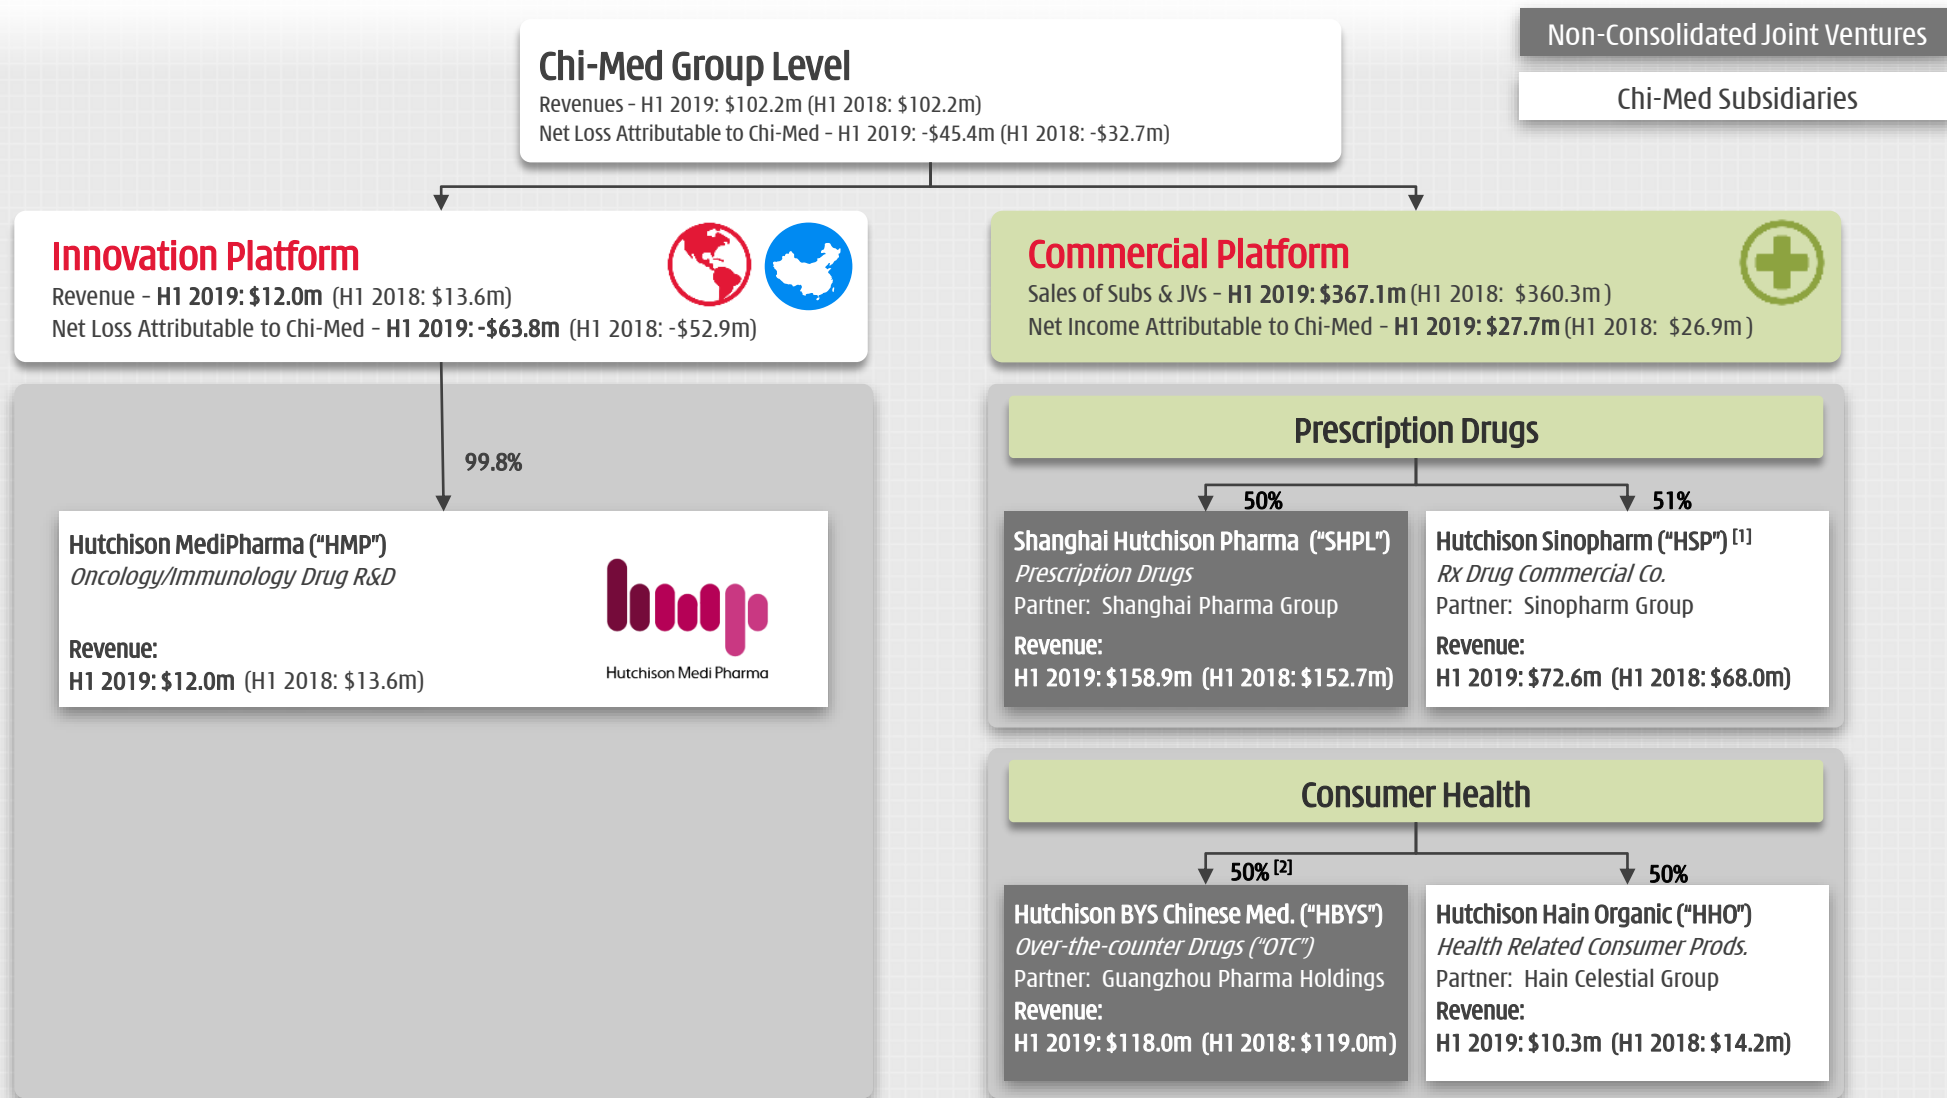 Non-Consolidated Joint Ventures
Chi-Med Subsidiaries
Chi-Med Group Level
Revenues – H1 2019: $102.2m (H1 2018: $102.2m)
Net Loss Attributable to Chi-Med – H1 2019: -$45.4m (H1 2018: -$32.7m)
Innovation Platform
Revenue – H1 2019: $12.0m (H1 2018: $13.6m)
Net Loss Attributable to Chi-Med – H1 2019: -$63.8m (H1 2018: -$52.9m)
99.8%
Hutchison MediPharma (“HMP”)
Oncology/Immunology Drug R&D
Revenue:
H1 2019: $12.0m (H1 2018: $13.6m)
hmp
Hutchison Medi Pharma
Commercial Platform
Sales of Subs & JVs – H1 2019: $367.1m (H1 2018: $360.3m)
Net Income Attributable to Chi-Med – H1 2019: $27.7m (H1 2018: $26.9m)
Prescription Drugs
50%
Shanghai Hutchison Pharma (“SHPL”)
Prescription Drugs
Partner: Shanghai Pharma Group
Revenue:
H1 2019: $158.9m (H1 2018: $152.7m)
51%
Hutchison Sinopharm (“HSP”) [1]
Rx Drug Commercial Co.
Partner: Sinopharm Group
Revenue:
H1 2019: $72.6m (H1 2018: $68.0m)
Consumer Health
50% [2]
Hutchison BYS Chinese Med. (“HBYS”)
Over-the-counter Drugs (“OTC”)
Partner: Guangzhou Pharma Holdings
Revenue:
H1 2019: $118.0m (H1 2018: $119.0m)
50%
Hutchison Hain Organic (“HHO”)
Health Related Consumer Prods.
Partner: Hain Celestial Group
Revenue:
H1 2019: $10.3m (H1 2018: $14.2m)